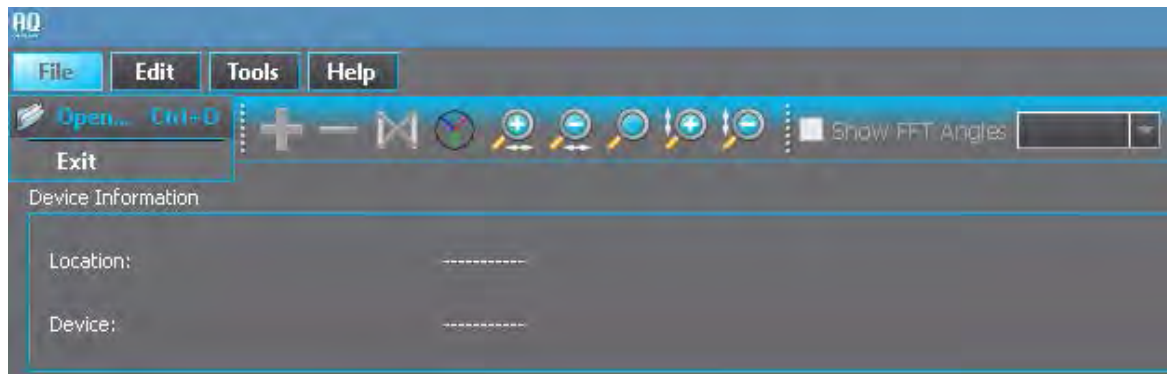 AQ
File Edit Tools Help
Open... Ctrl+O
Show FFT Angles
Exit
Device Information
Location: -----------
Device: -----------